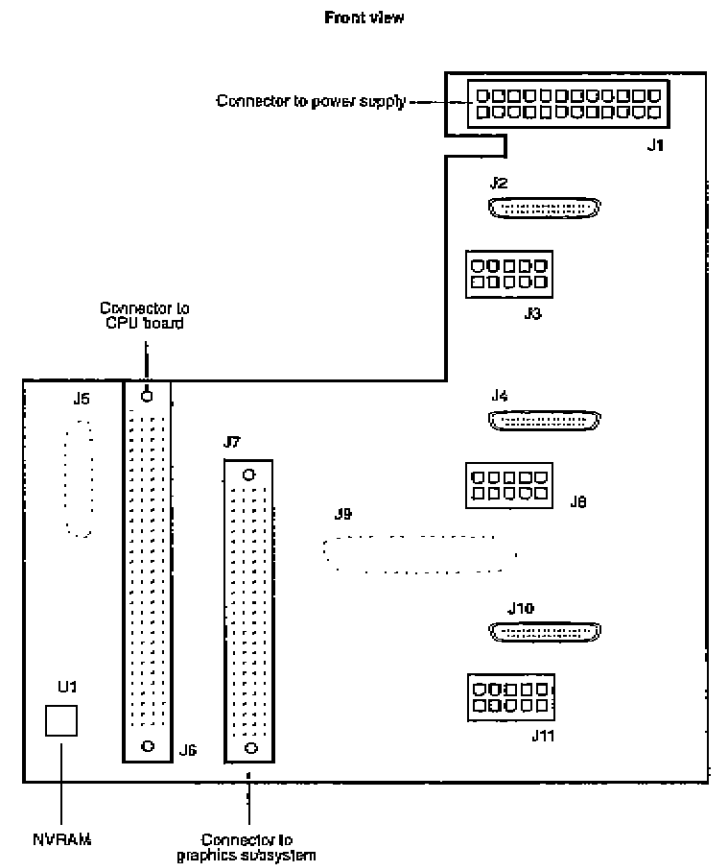 Front view
Connector to power supply
J1
J2
J3
Connector to
CPU board
J5
J4
J7
J8
J9
J10
U1
J6
J11
NVRAM
Connector to
graphics subsystem